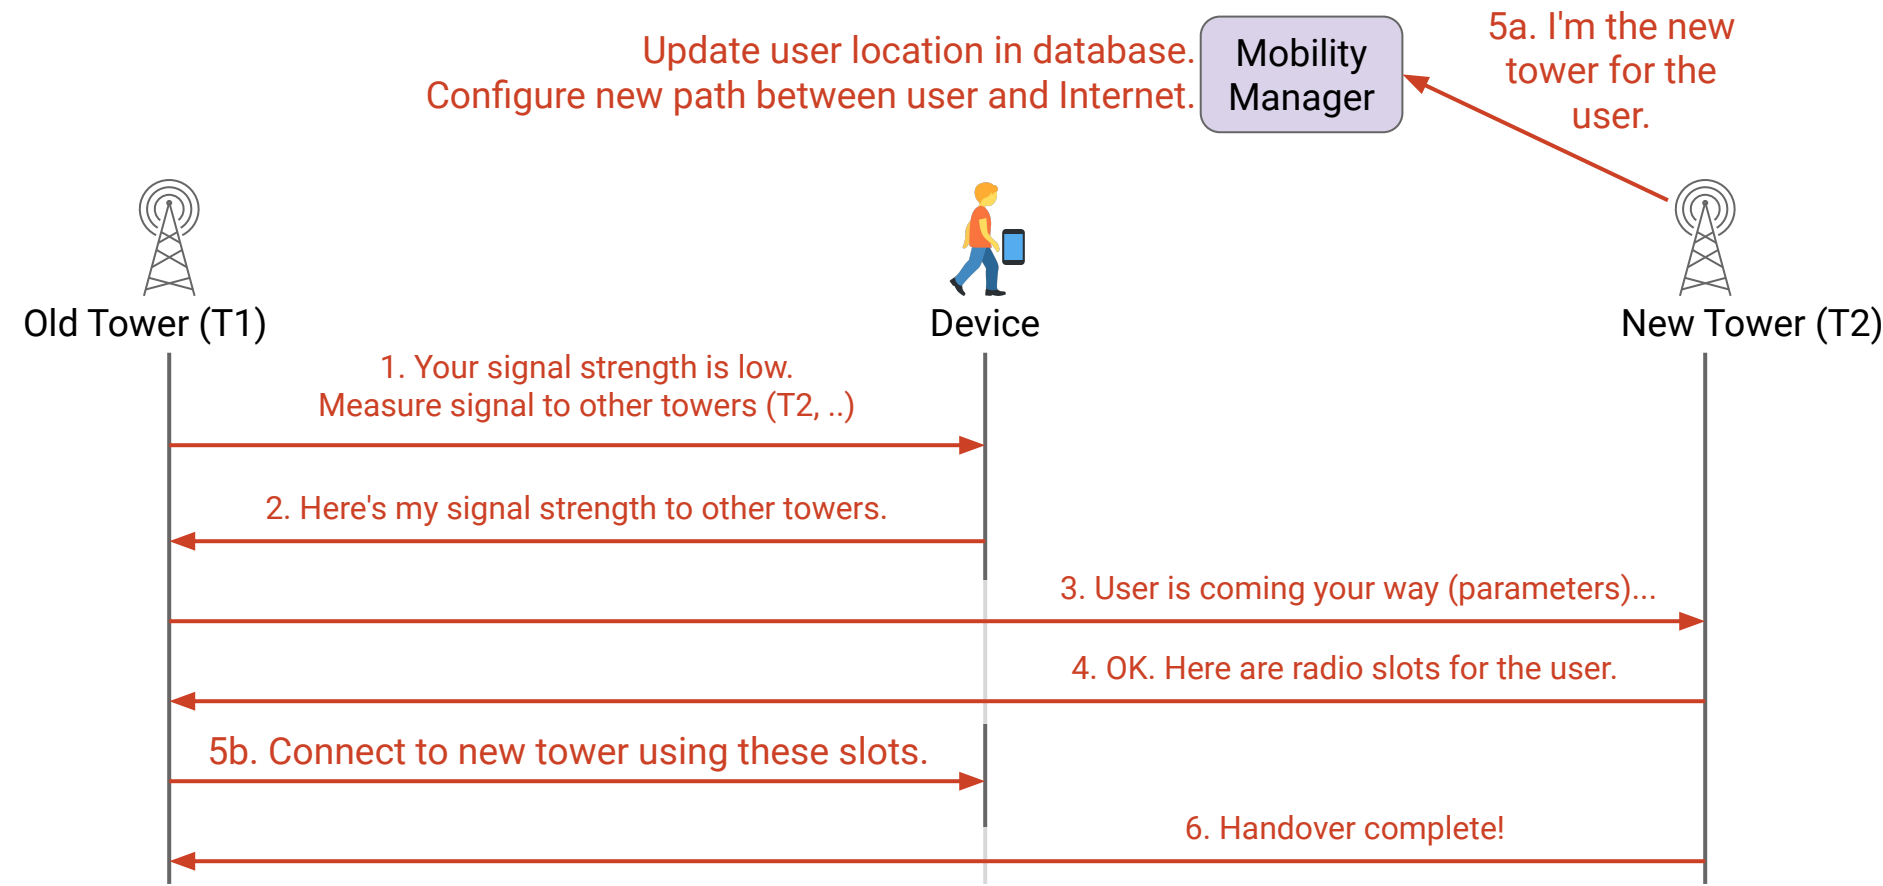 Update user location in database.
Configure new path between user and Internet.
Mobility
Manager
5a. I'm the new
tower for the
user.
Old Tower (T1)
Device
New Tower (T2)
1. Your signal strength is low.
Measure signal to other towers (T2, ..)
2. Here's my signal strength to other towers.
3. User is coming your way (parameters)...
4. OK. Here are radio slots for the user.
5b. Connect to new tower using these slots.
6. Handover complete!